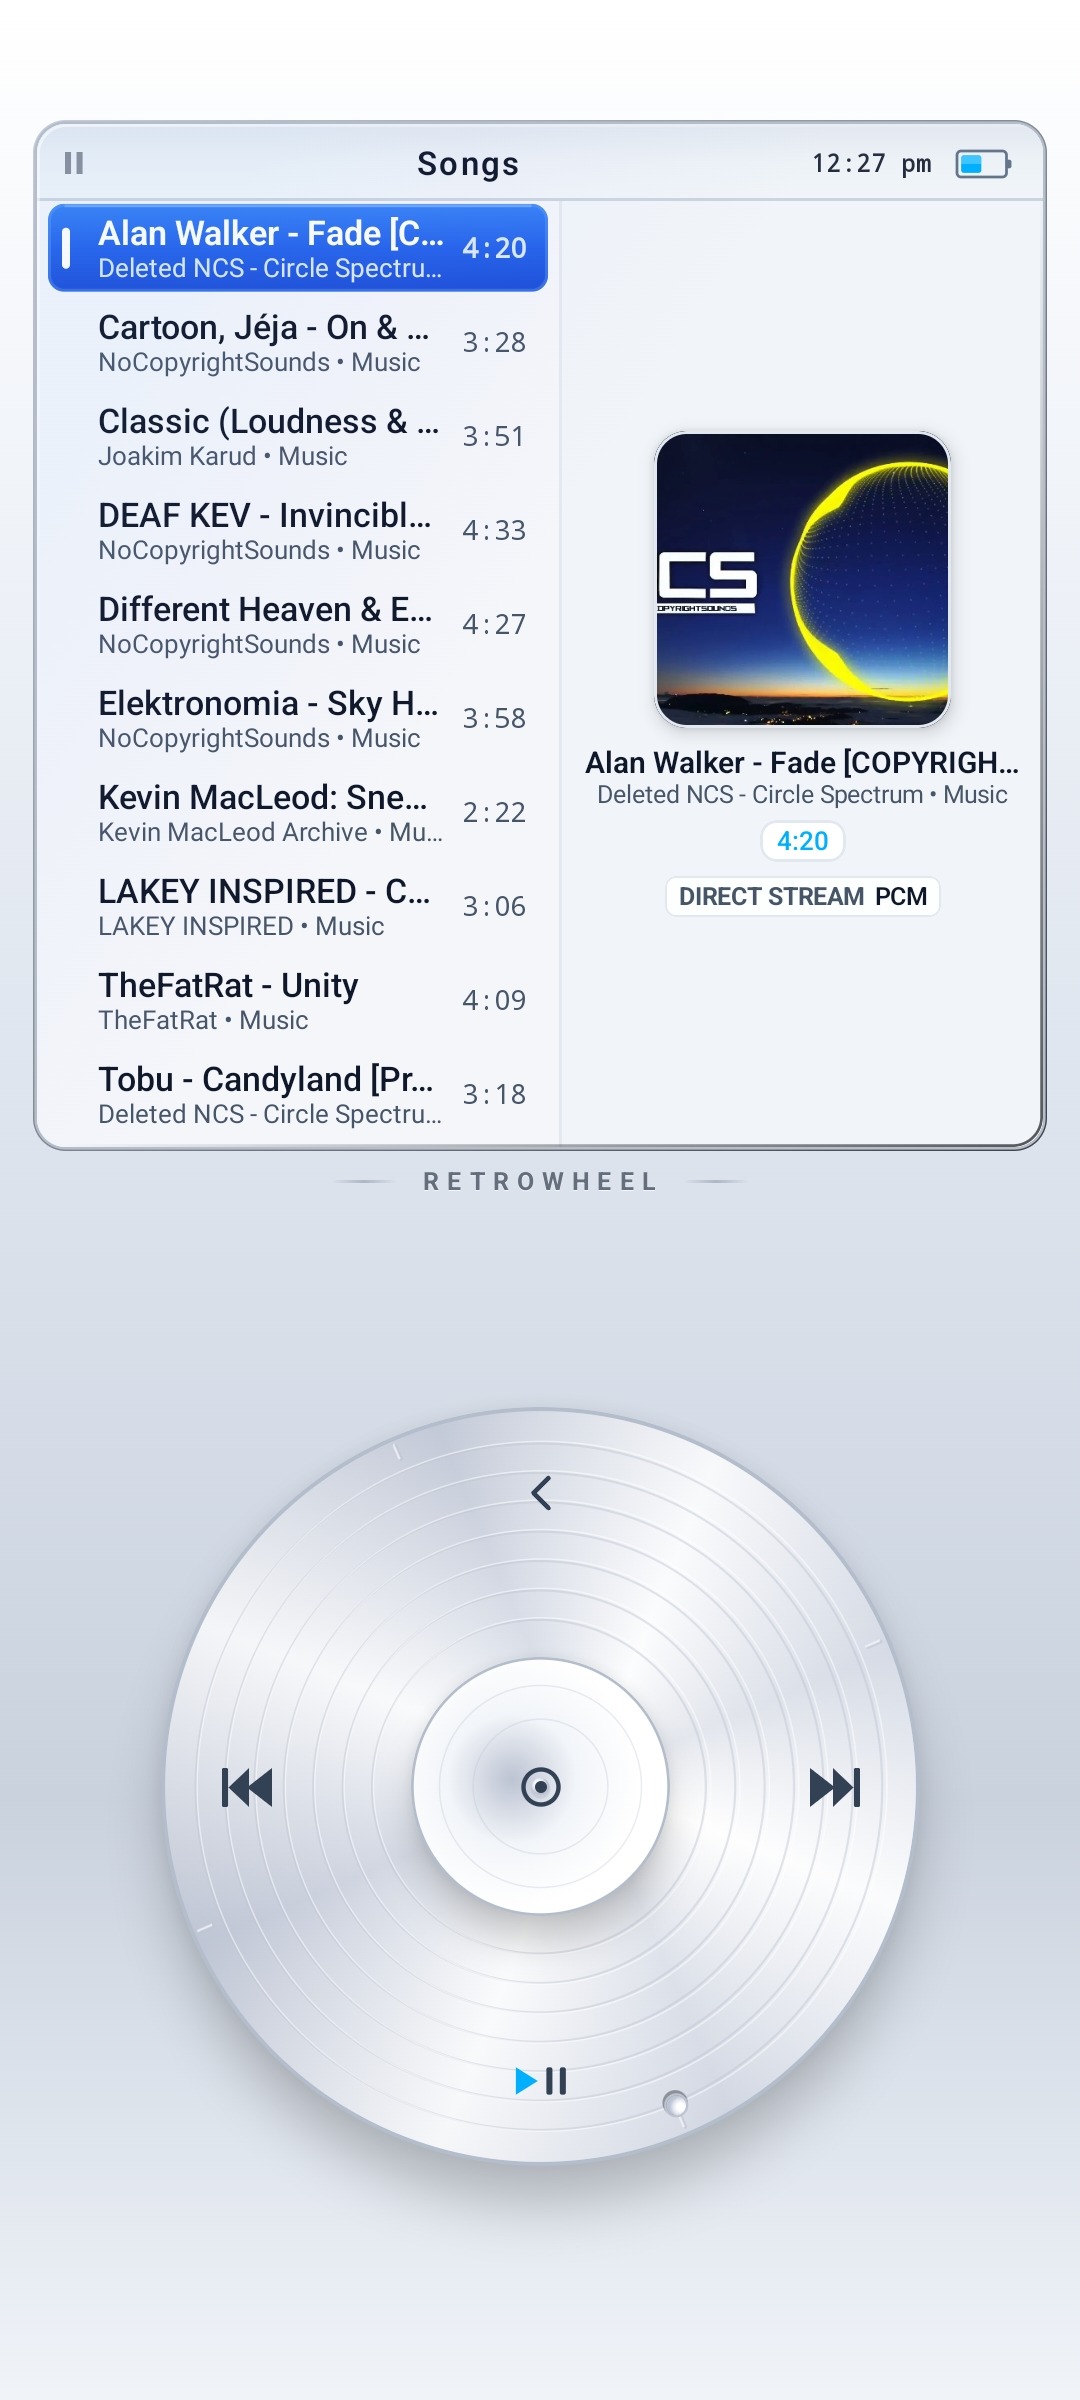 Songs
12:27 pm
Alan Walker - Fade [C... 4:20
Deleted NCS - Circle Spectru...
Cartoon, Jéja - On & ... 3:28
NoCopyrightSounds • Music
Classic (Loudness & ... 3:51
Joakim Karud • Music
DEAF KEV - Invincibl... 4:33
NoCopyrightSounds • Music
Different Heaven & E... 4:27
NoCopyrightSounds • Music
Elektronomia - Sky H... 3:58
NoCopyrightSounds • Music
Kevin MacLeod: Sne... 2:22
Kevin MacLeod Archive • Mu...
LAKEY INSPIRED - C... 3:06
LAKEY INSPIRED • Music
TheFatRat - Unity 4:09
TheFatRat • Music
Tobu - Candyland [Pr... 3:18
Deleted NCS - Circle Spectru...
CS
OPYRIGHTSOUNDS
Alan Walker - Fade [COPYRIGH...
Deleted NCS - Circle Spectrum • Music
4:20
DIRECT STREAM PCM
RETROWHEEL